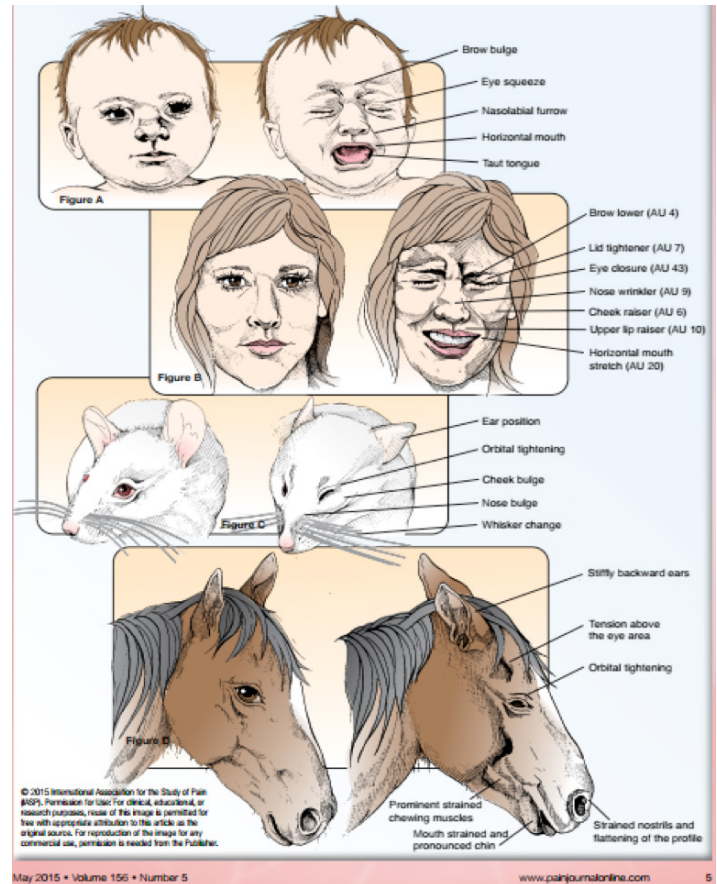 Brow bulge
Eye squeeze
Nasolabial furrow
Horizontal mouth
Taut tongue
Figure A
Brow lower (AU 4)
Lid tightener (AU 7)
Eye closure (AU 43)
Nose wrinkler (AU 9)
Cheek raiser (AU 6)
Upper lip raiser (AU 10)
Horizontal mouth
stretch (AU 20)
Figure B
Ear position
Orbital tightening
Cheek bulge
Nose bulge
Whisker change
Figure C
Stiffly backward ears
Tension above
the eye area
Orbital tightening
Figure D
Prominent strained
chewing muscles
Mouth strained and
pronounced chin
Strained nostrils and
flattening of the profile
© 2015 International Association for the Study of Pain
(IASP). Permission for Use: For clinical, educational, or
research purposes, reuse of this image is permitted for
free with appropriate attribution to this article as the
original source. For reproduction of the image for any
commercial use, permission is needed from the Publisher.
May 2015 • Volume 156 • Number 5
www.painjournalonline.com
5